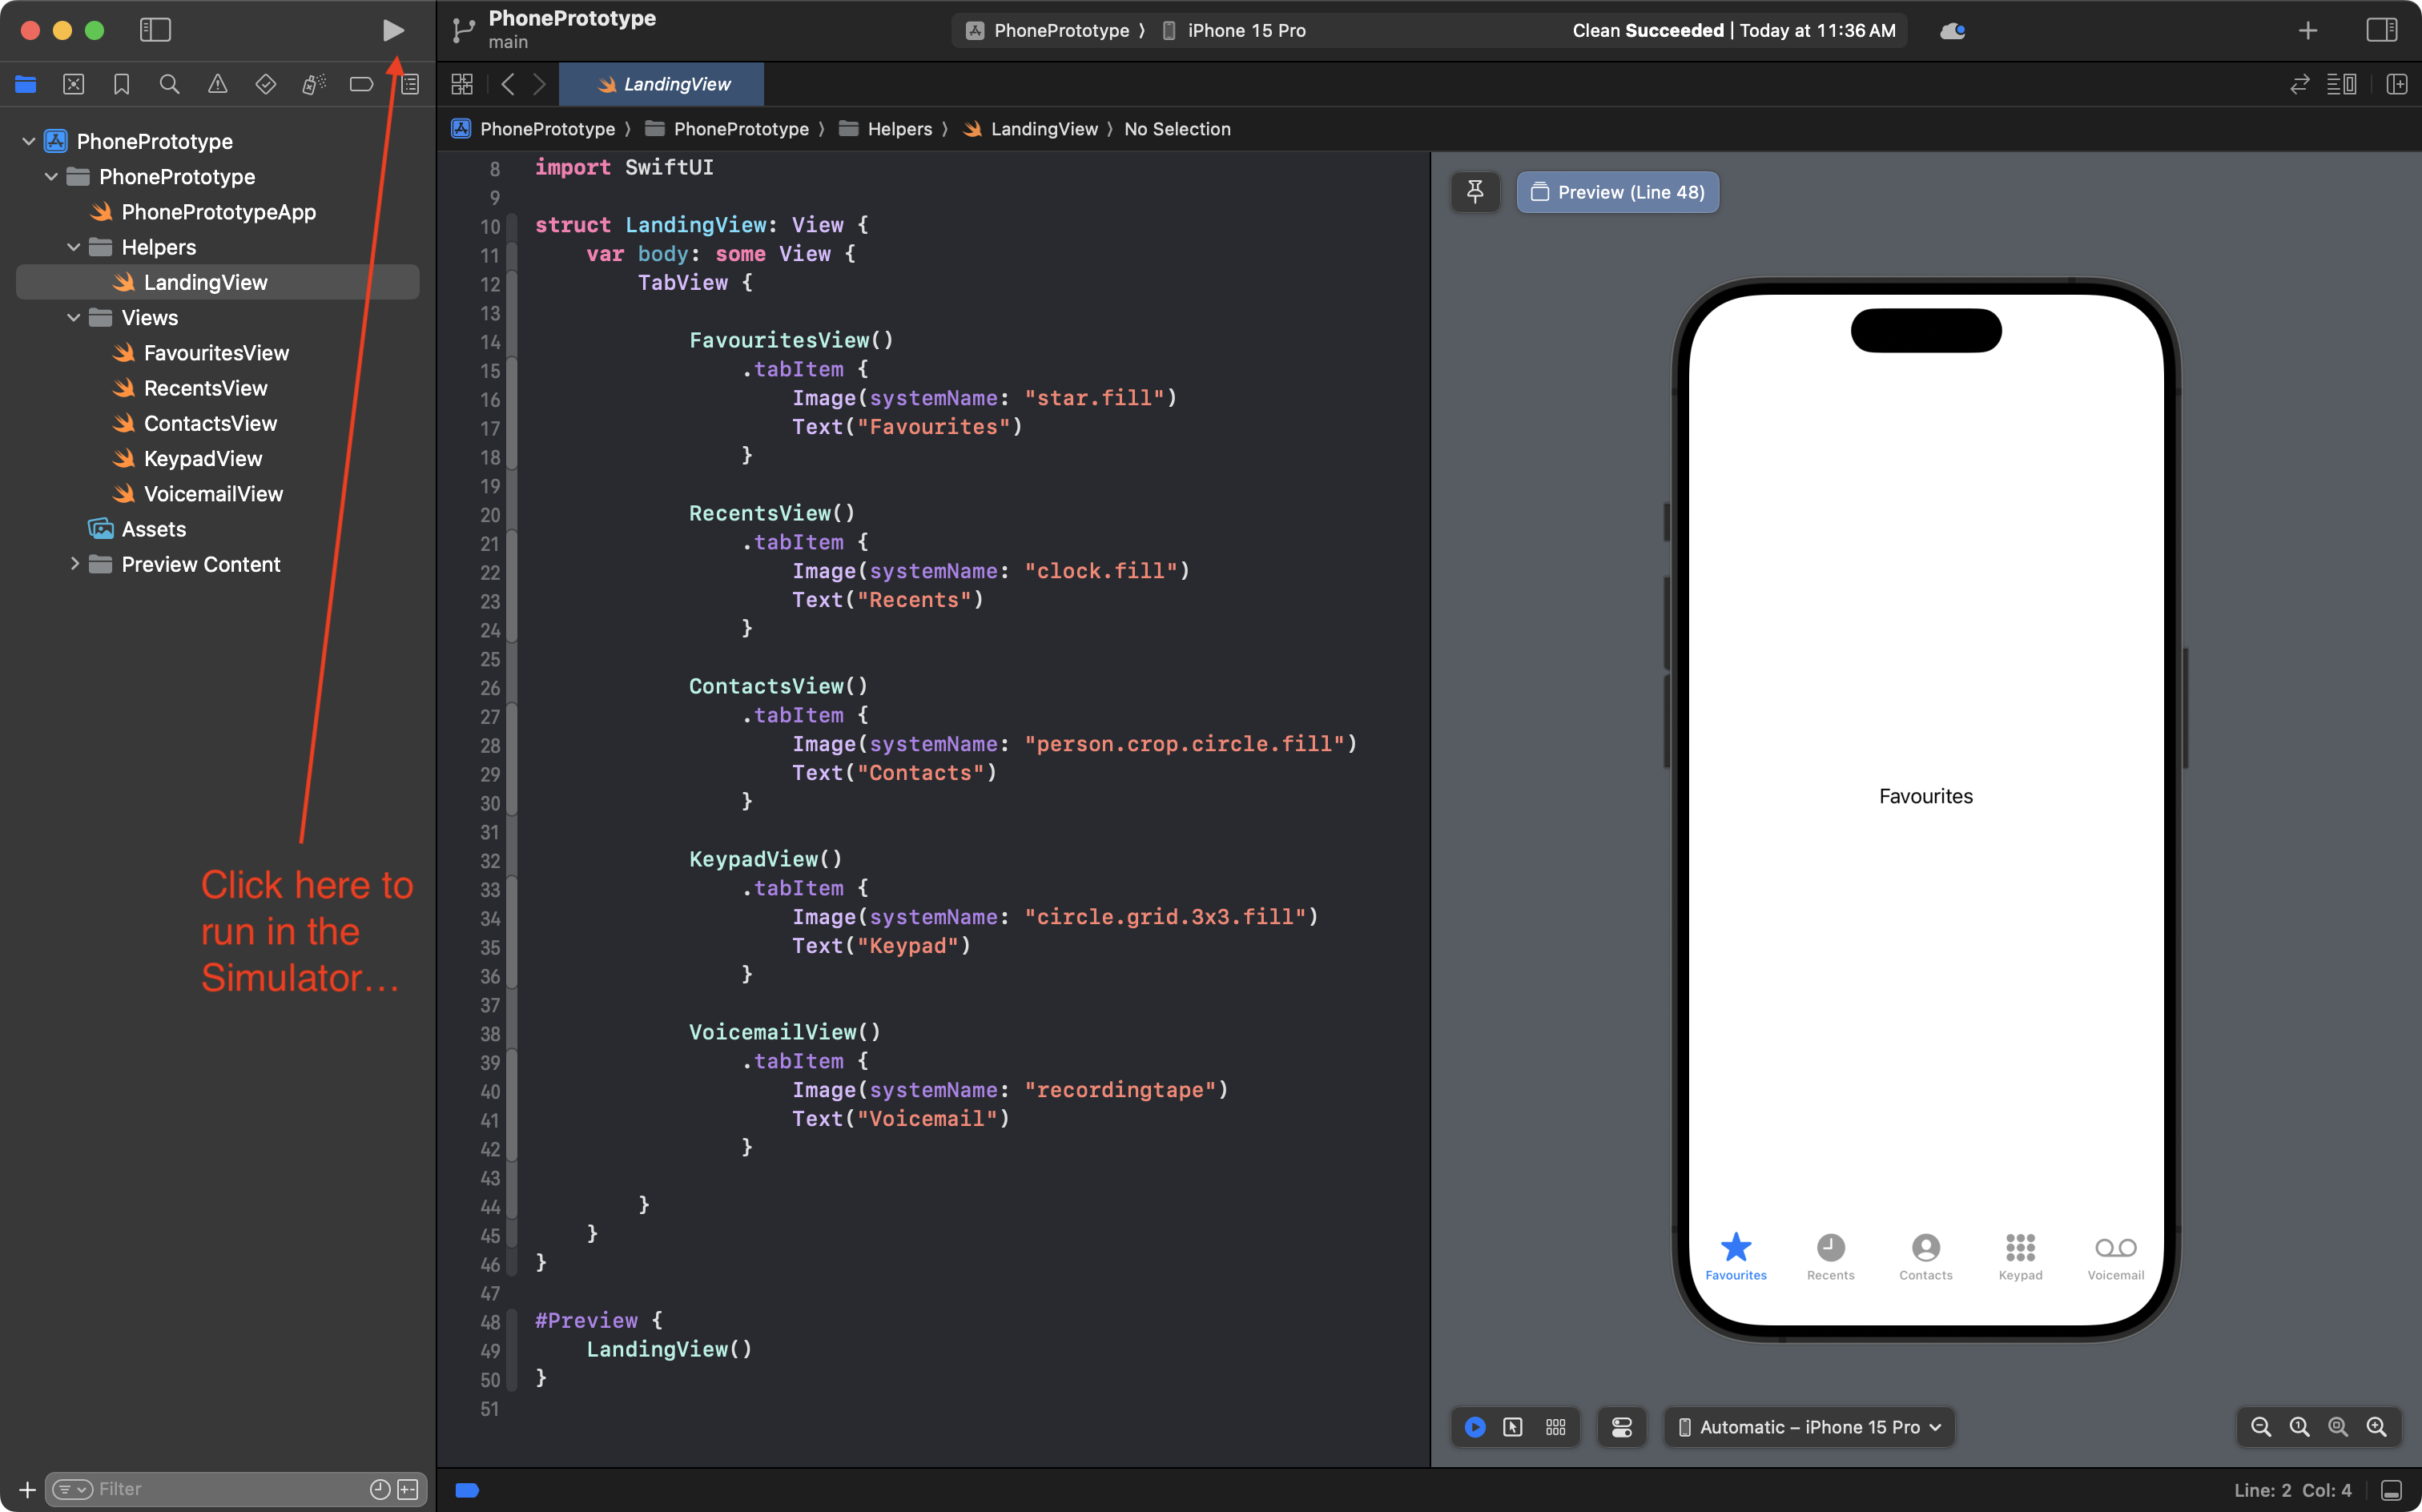 PhonePrototype
main
PhonePrototype 〉 iPhone 15 Pro
Clean Succeeded | Today at 11:36 AM
LandingView
PhonePrototype 〉 PhonePrototype 〉 Helpers 〉 LandingView 〉 No Selection
PhonePrototype
PhonePrototype
PhonePrototypeApp
Helpers
LandingView
Views
FavouritesView
RecentsView
ContactsView
KeypadView
VoicemailView
Assets
Preview Content
Click here to
run in the
Simulator...
Filter
8 import SwiftUI
9
10 struct LandingView: View {
11     var body: some View {
12         TabView {
13
14             FavouritesView()
15                 .tabItem {
16                     Image(systemName: "star.fill")
17                     Text("Favourites")
18                 }
19
20             RecentsView()
21                 .tabItem {
22                     Image(systemName: "clock.fill")
23                     Text("Recents")
24                 }
25
26             ContactsView()
27                 .tabItem {
28                     Image(systemName: "person.crop.circle.fill")
29                     Text("Contacts")
30                 }
31
32             KeypadView()
33                 .tabItem {
34                     Image(systemName: "circle.grid.3x3.fill")
35                     Text("Keypad")
36                 }
37
38             VoicemailView()
39                 .tabItem {
40                     Image(systemName: "recordingtape")
41                     Text("Voicemail")
42                 }
43
44         }
45     }
46 }
47
48 #Preview {
49     LandingView()
50 }
51
Preview (Line 48)
Favourites
Favourites Recents Contacts Keypad Voicemail
Automatic – iPhone 15 Pro
Line: 2 Col: 4